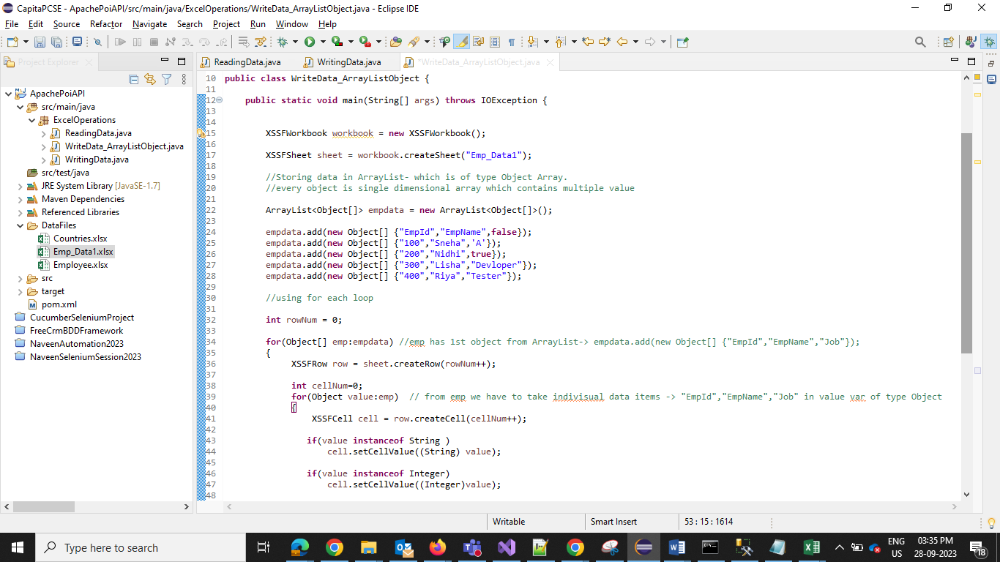 CapitaPCSE - ApachePoiAPI/src/main/java/ExcelOperations/WriteData_ArrayListObject.java - Eclipse IDE
File Edit Source Refactor Navigate Search Project Run Window Help
Project Explorer
ReadingData.java WritingData.java *WriteData_ArrayListObject.java
ApachePoiAPI
src/main/java
ExcelOperations
ReadingData.java
WriteData_ArrayListObject.java
WritingData.java
src/test/java
JRE System Library [JavaSE-1.7]
Maven Dependencies
Referenced Libraries
DataFiles
Countries.xlsx
Emp_Data1.xlsx
Employee.xlsx
src
target
pom.xml
CucumberSeleniumProject
FreeCrmBDDFramework
NaveenAutomation2023
NaveenSeleniumSession2023
10 public class WriteData_ArrayListObject {
11
12 public static void main(String[] args) throws IOException {
13
14
15 XSSFWorkbook workbook = new XSSFWorkbook();
16
17 XSSFSheet sheet = workbook.createSheet("Emp_Data1");
18
19 //Storing data in ArrayList- which is of type Object Array.
20 //every object is single dimensional array which contains multiple value
21
22 ArrayList<Object[]> empdata = new ArrayList<Object[]>();
23
24 empdata.add(new Object[] {"EmpId","EmpName",false});
25 empdata.add(new Object[] {"100","Sneha",'A'});
26 empdata.add(new Object[] {"200","Nidhi",true});
27 empdata.add(new Object[] {"300","Lisha","Devloper"});
28 empdata.add(new Object[] {"400","Riya","Tester"});
29
30 //using for each loop
31
32 int rowNum = 0;
33
34 for(Object[] emp:empdata) //emp has 1st object from ArrayList-> empdata.add(new Object[] {"EmpId","EmpName","Job"});
35 {
36 XSSFRow row = sheet.createRow(rowNum++);
37
38 int cellNum=0;
39 for(Object value:emp) // from emp we have to take indivisual data items -> "EmpId","EmpName","Job" in value var of type Object
40 {
41 XSSFCell cell = row.createCell(cellNum++);
42
43 if(value instanceof String )
44 cell.setCellValue((String) value);
45
46 if(value instanceof Integer)
47 cell.setCellValue((Integer)value);
48
Writable Smart Insert 53 : 15 : 1614
Type here to search
ENG
US
03:35 PM
28-09-2023
18